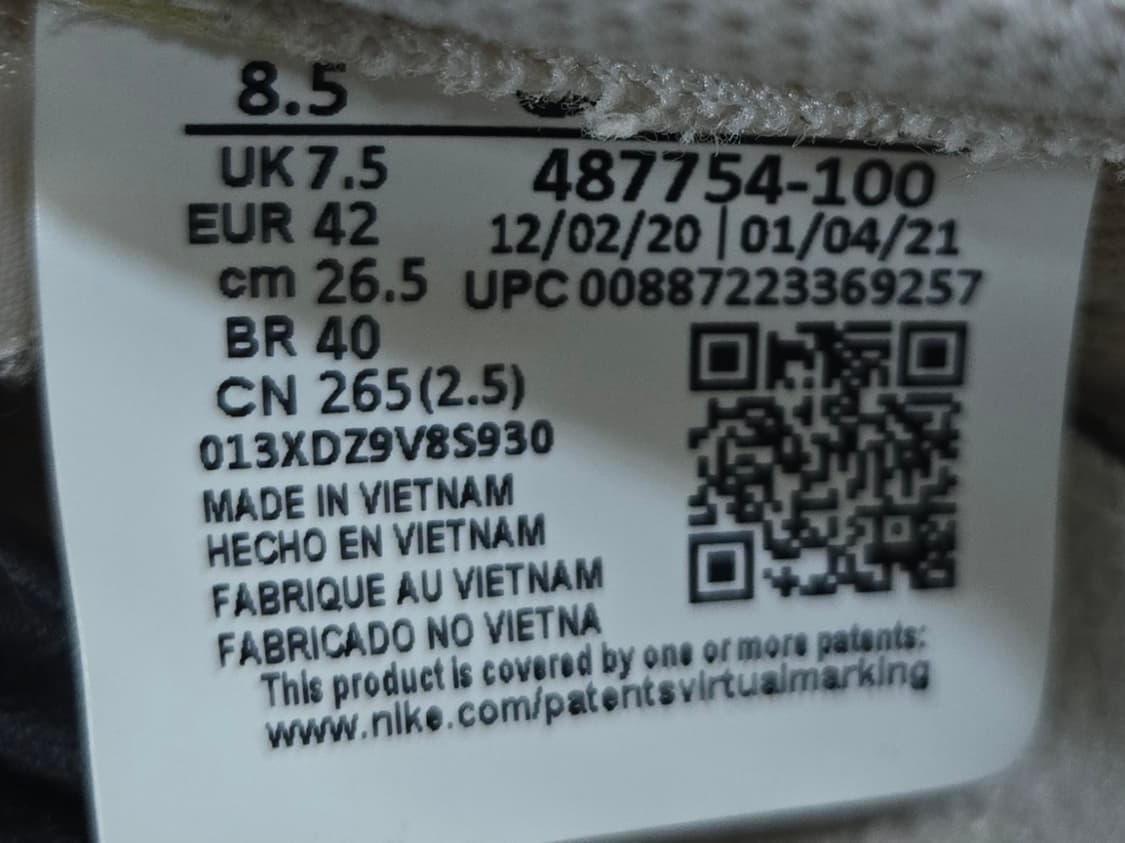 8.5
UK 7.5
EUR 42
cm 26.5
BR 40
CN 265(2.5)
487754-100
12/02/20 | 01/04/21
UPC 00887223369257
013XDZ9V8S930
MADE IN VIETNAM
HECHO EN VIETNAM
FABRIQUE AU VIETNAM
FABRICADO NO VIETNA
This product is covered by one or more patents:
www.nike.com/patentsvirtualmarking